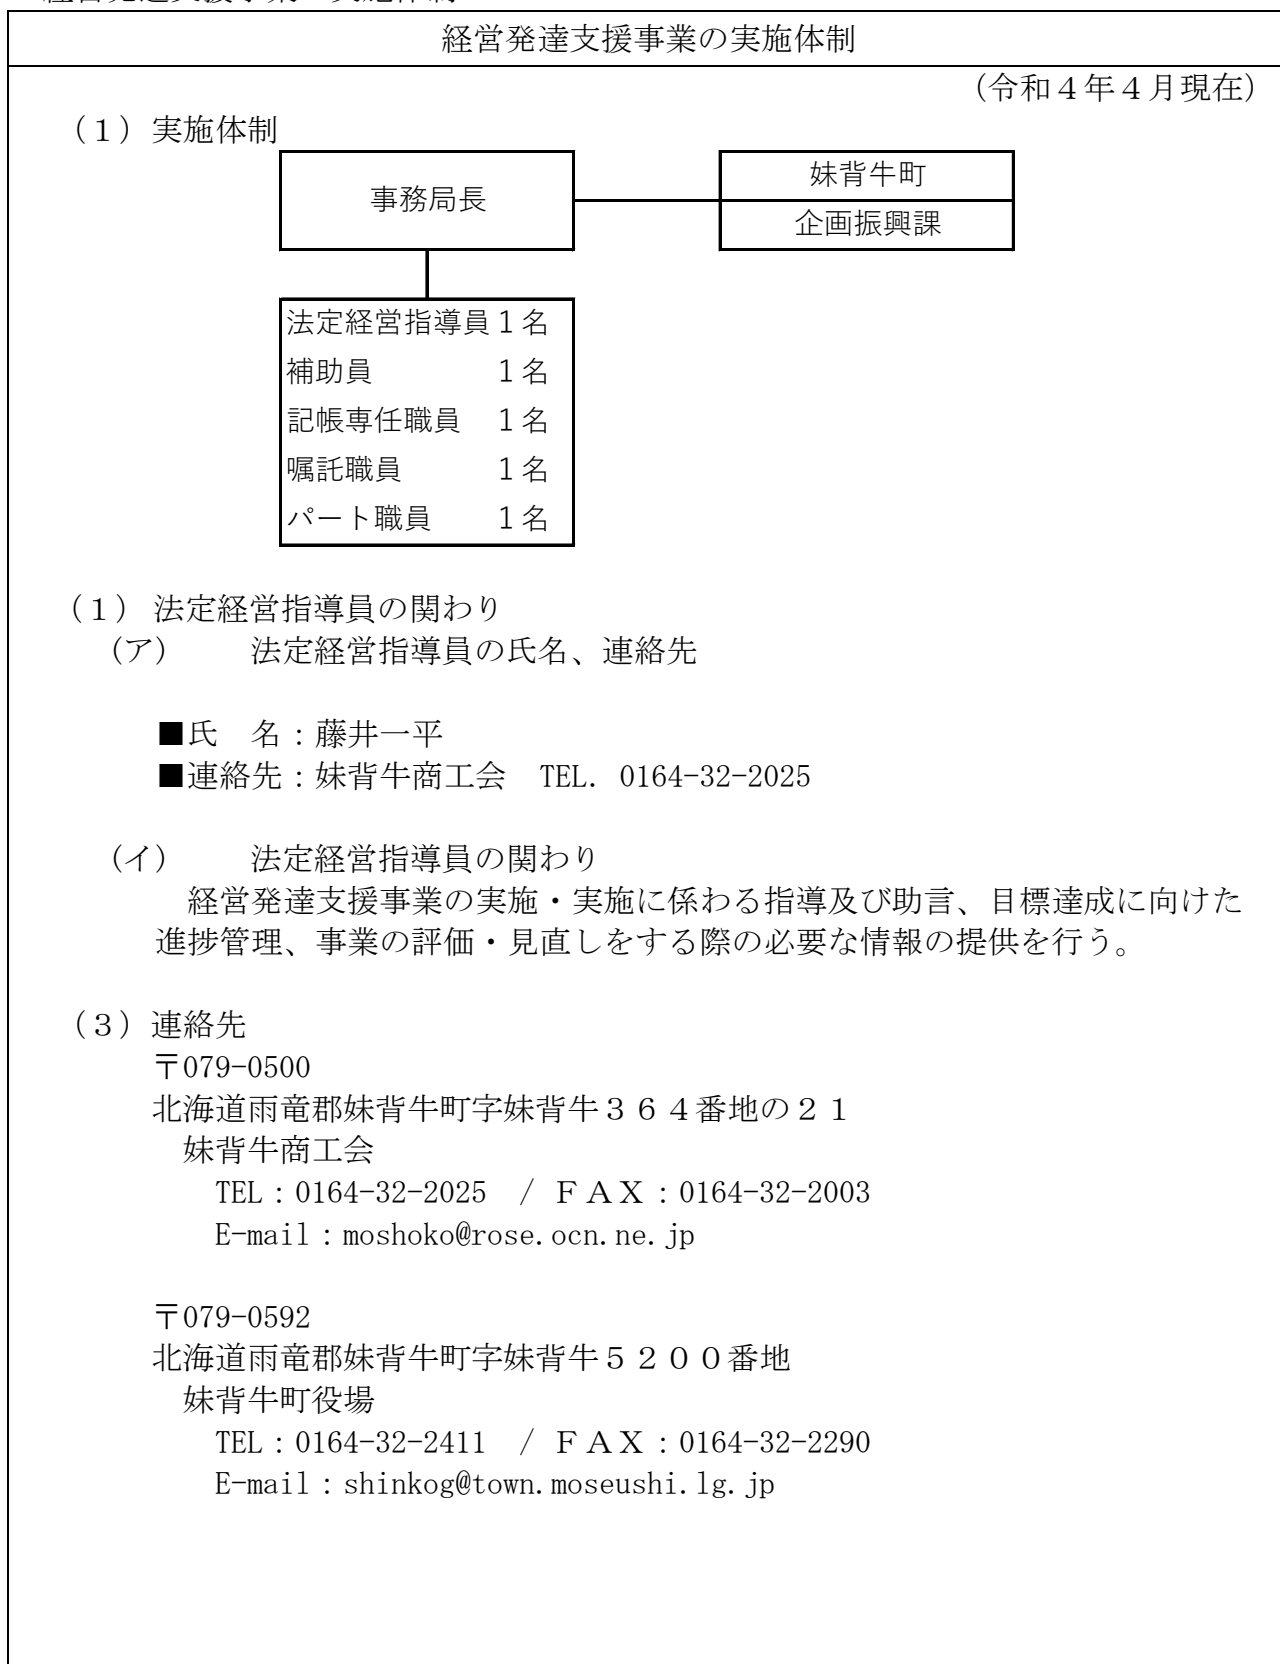 経営発達支援事業の実施体制
(令和４年４月現在)
（１）実施体制
事務局長
妹背牛町
企画振興課
法定経営指導員１名
補助員　　　　１名
記帳専任職員　１名
嘱託職員　　　１名
パート職員　　１名
（１） 法定経営指導員の関わり
(ア)　　法定経営指導員の氏名、連絡先
■氏　名：藤井一平
■連絡先：妹背牛商工会　TEL. 0164-32-2025
(イ)　　法定経営指導員の関わり
経営発達支援事業の実施・実施に係わる指導及び助言、目標達成に向けた
進捗管理、事業の評価・見直しをする際の必要な情報の提供を行う。
（３）連絡先
〒079-0500
北海道雨竜郡妹背牛町字妹背牛３６４番地の２１
妹背牛商工会
TEL：0164-32-2025　/ ＦＡＸ：0164-32-2003
E-mail：moshoko@rose.ocn.ne.jp
〒079-0592
北海道雨竜郡妹背牛町字妹背牛５２００番地
妹背牛町役場
TEL：0164-32-2411　/ ＦＡＸ：0164-32-2290
E-mail：shinkog@town.moseushi.lg.jp